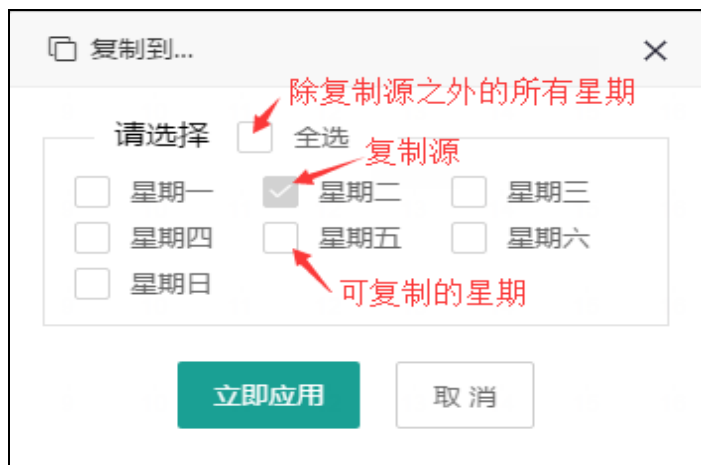 复制到...
除复制源之外的所有星期
请选择 全选
复制源
星期一 星期二 星期三
星期四 星期五 星期六
星期日
可复制的星期
立即应用 取 消